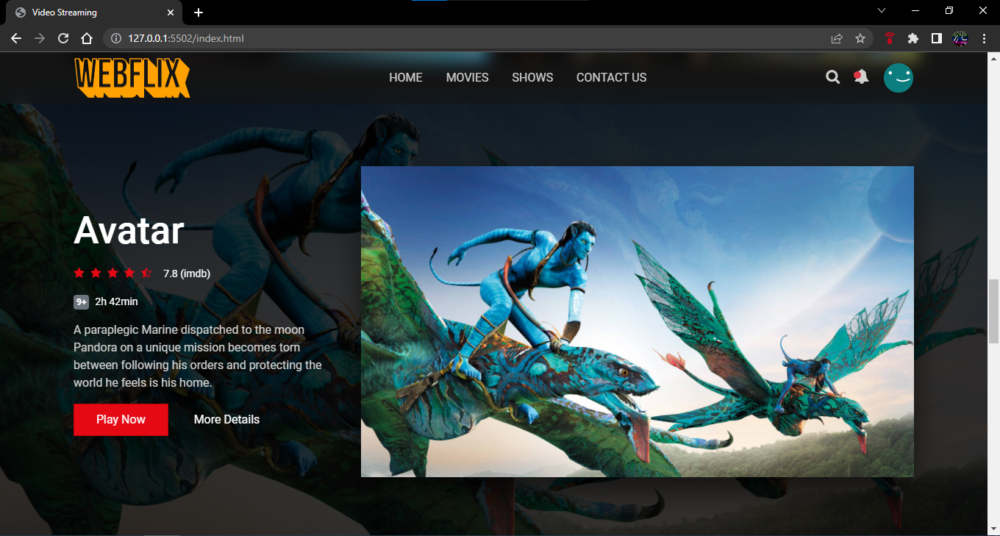 Video Streaming
127.0.0.1:5502/index.html
WEBFLIX
HOME
MOVIES
SHOWS
CONTACT US
Avatar
7.8 (imdb)
9+ 2h 42min
A paraplegic Marine dispatched to the moon
Pandora on a unique mission becomes torn
between following his orders and protecting the
world he feels is his home.
Play Now
More Details